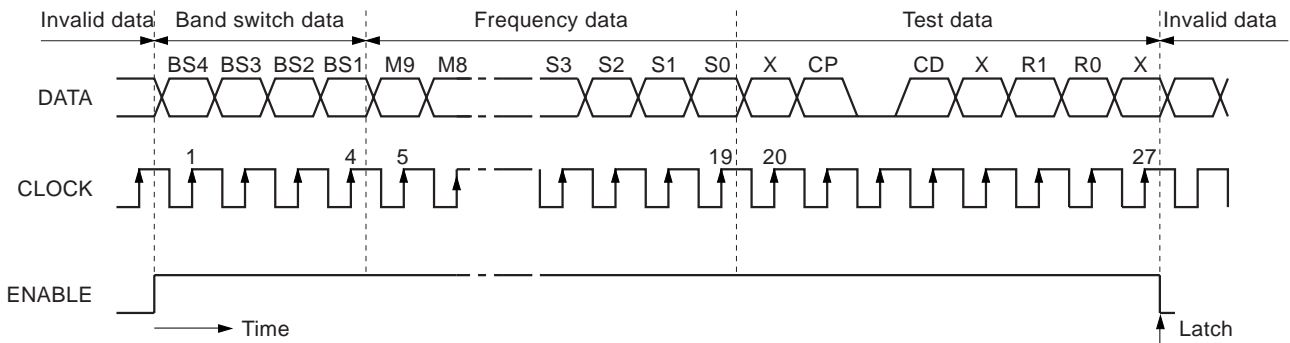 Invalid data Band switch data Frequency data Test data Invalid data
BS4 BS3 BS2 BS1 M9 M8 S3 S2 S1 S0 X CP CD X R1 R0 X
DATA
1 4 5 19 20 27
CLOCK
ENABLE
Time Latch